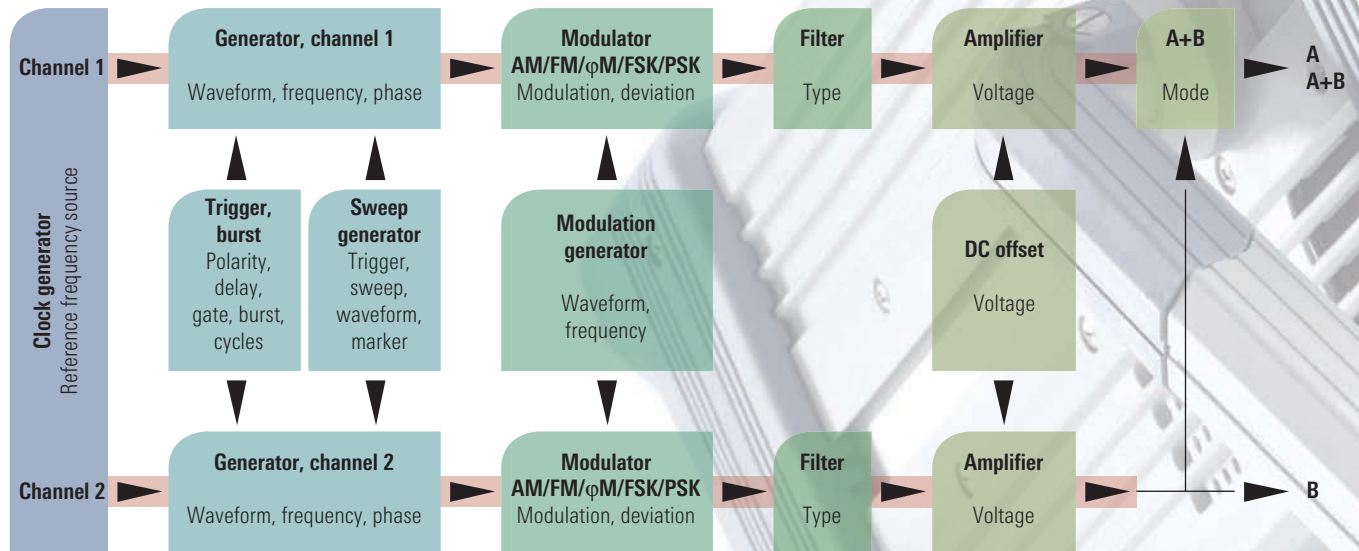 Clock generator
Reference frequency source
Channel 1
Generator, channel 1
Waveform, frequency, phase
Modulator
AM/FM/φM/FSK/PSK
Modulation, deviation
Filter
Type
Amplifier
Voltage
A+B
Mode
A
A+B
Trigger,
burst
Polarity,
delay,
gate, burst,
cycles
Sweep
generator
Trigger,
sweep,
waveform,
marker
Modulation
generator
Waveform,
frequency
DC offset
Voltage
Channel 2
Generator, channel 2
Waveform, frequency, phase
Modulator
AM/FM/φM/FSK/PSK
Modulation, deviation
Filter
Type
Amplifier
Voltage
B